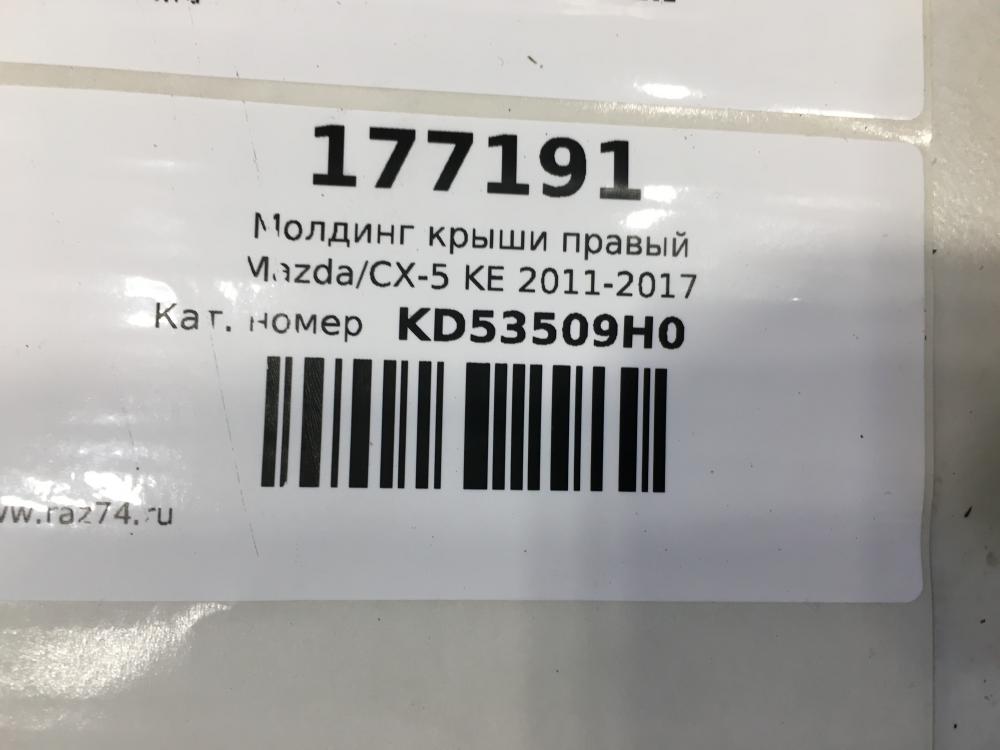 177191
Молдинг крыши правый
Mazda/CX-5 KE 2011-2017
Кат. номер KD53509H0
www.raz74.ru